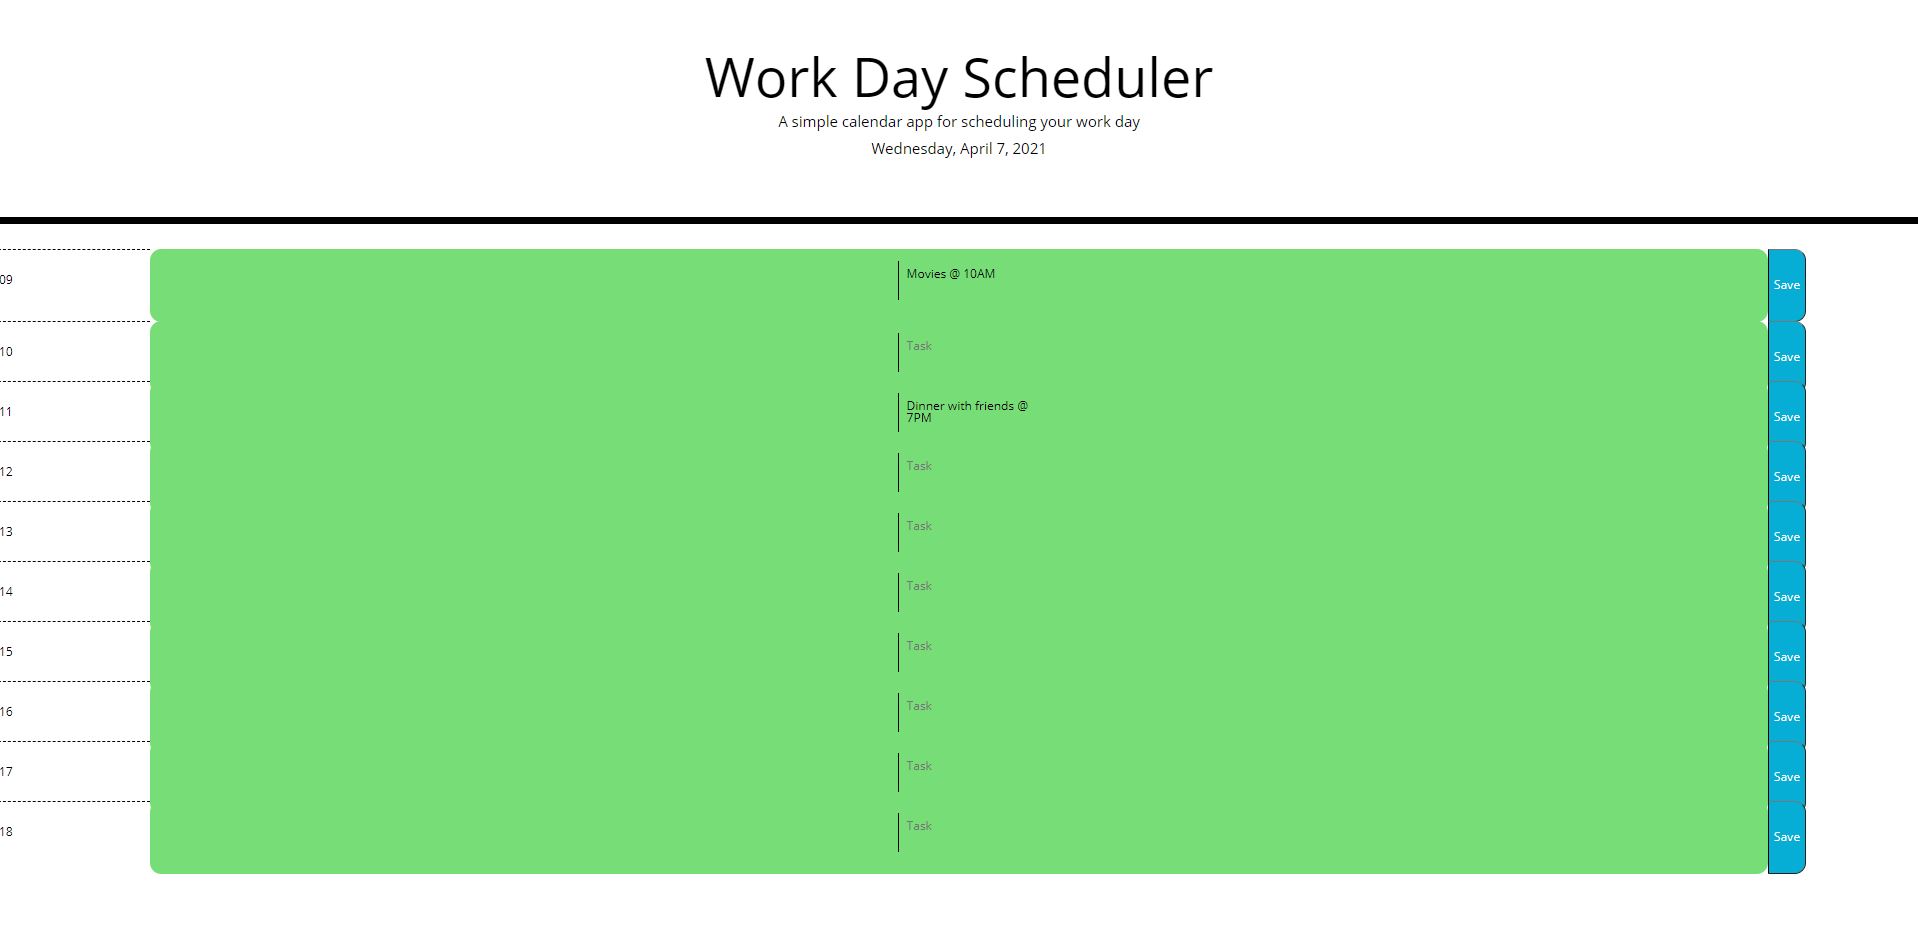 Work Day Scheduler
A simple calendar app for scheduling your work day
Wednesday, April 7, 2021
09 Movies @ 10AM Save
10 Task Save
11 Dinner with friends @ Save
7PM
12 Task Save
13 Task Save
14 Task Save
15 Task Save
16 Task Save
17 Task Save
18 Task Save